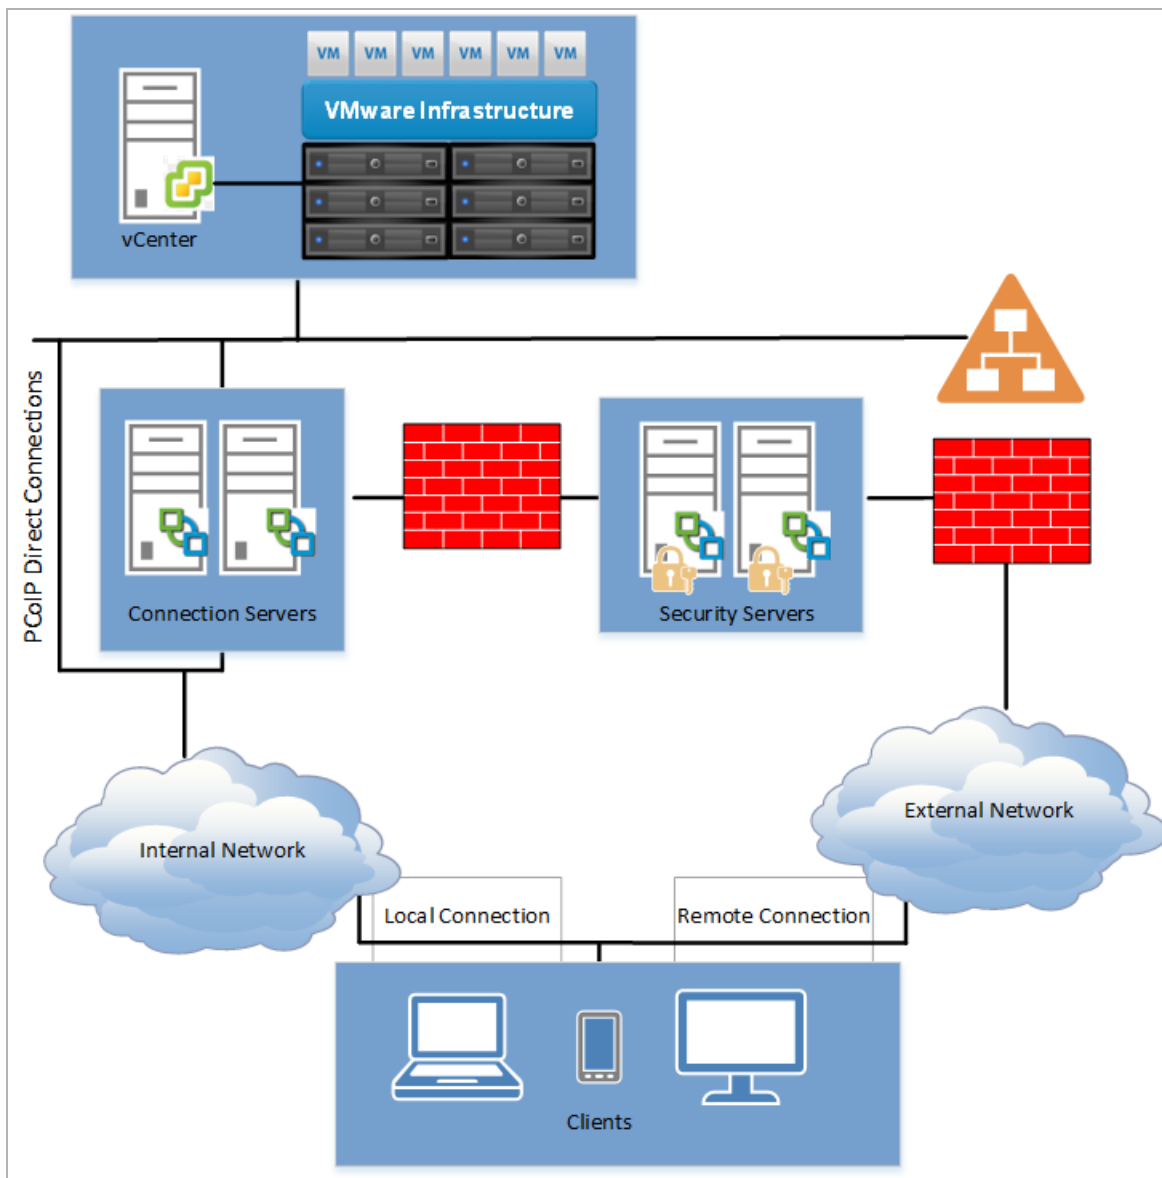 VM VM VM VM VM VM
VMware Infrastructure
vCenter
PCoIP Direct Connections
Connection Servers
Security Servers
Internal Network
External Network
Local Connection
Remote Connection
Clients